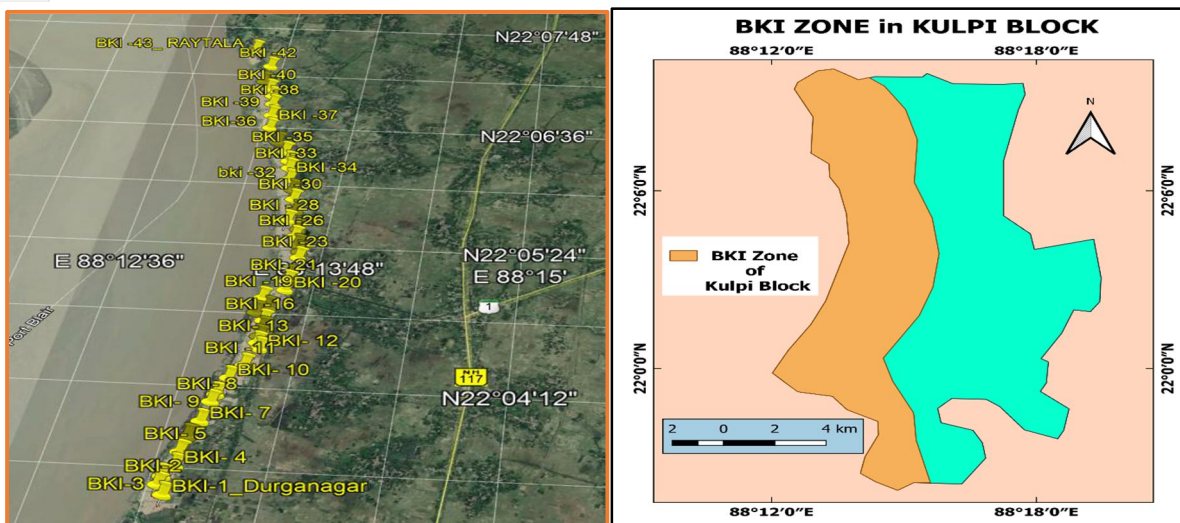 BKI -43_ RAYTALA
N22°07'48"
BKI -42
BKI -40
BKI -38
BKI -39
BKI -37
BKI-36
N22°06'36"
BKI -35
BKI -33
BKI -34
bki -32
BKI -30
BKI - 28
BKI -26
BKI -23
N22°05'24"
E 88°12'36"
BKI -21
13'48"
E 88°15'
BKI -19
BKI -20
BKI -16
1
Port Blair
BKI- 13
BKI- 12
BKI -11
BKI- 10
NH
117
BKI- 8
N22°04'12"
BKI- 9
BKI- 7
BKI- 5
BKI- 4
BKI-2
BKI-3
BKI-1_Durganagar
BKI ZONE in KULPI BLOCK
88°12'0"E 88°18'0"E
N
22°6'0"N 22°6'0"N
BKI Zone
of
Kulpi Block
22°0'0"N 22°0'0"N
2 0 2 4 km
88°12'0"E 88°18'0"E